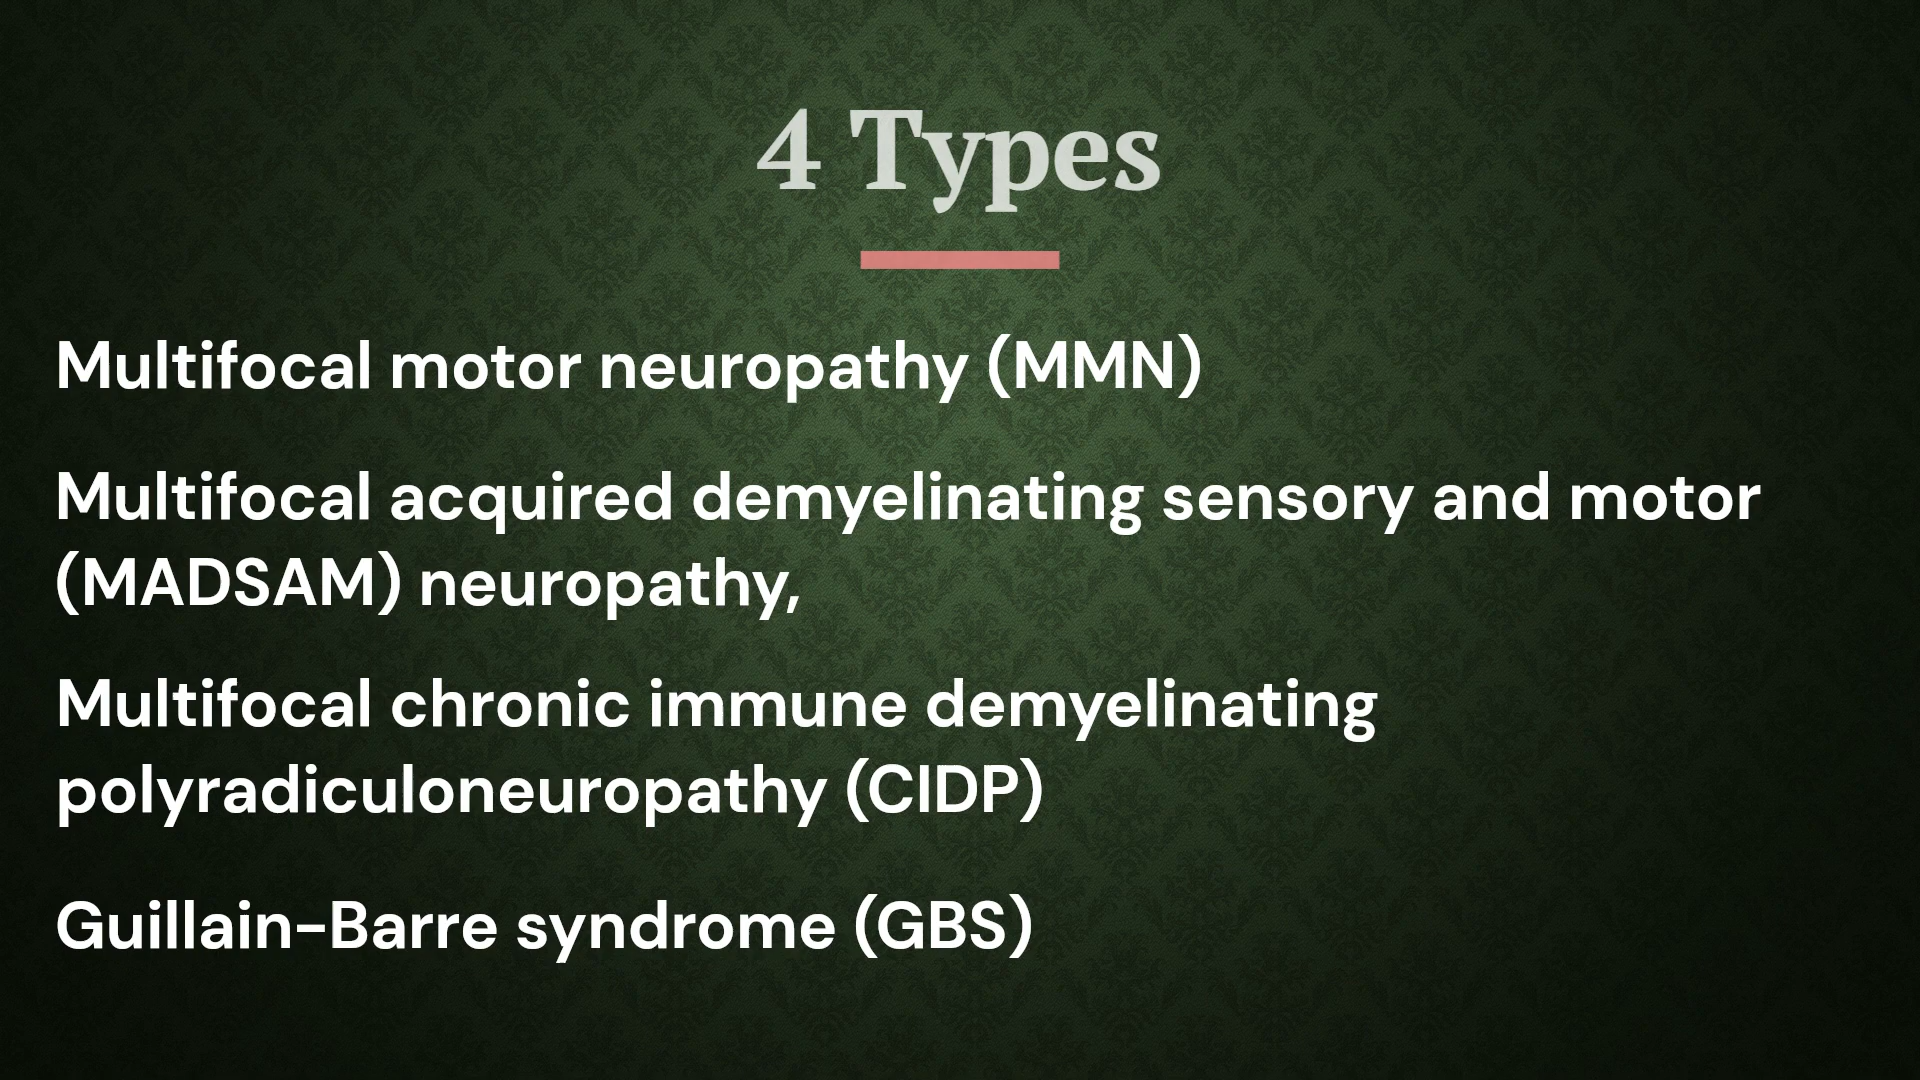 4 Types
Multifocal motor neuropathy (MMN)
Multifocal acquired demyelinating sensory and motor
(MADSAM) neuropathy,
Multifocal chronic immune demyelinating
polyradiculoneuropathy (CIDP)
Guillain-Barre syndrome (GBS)